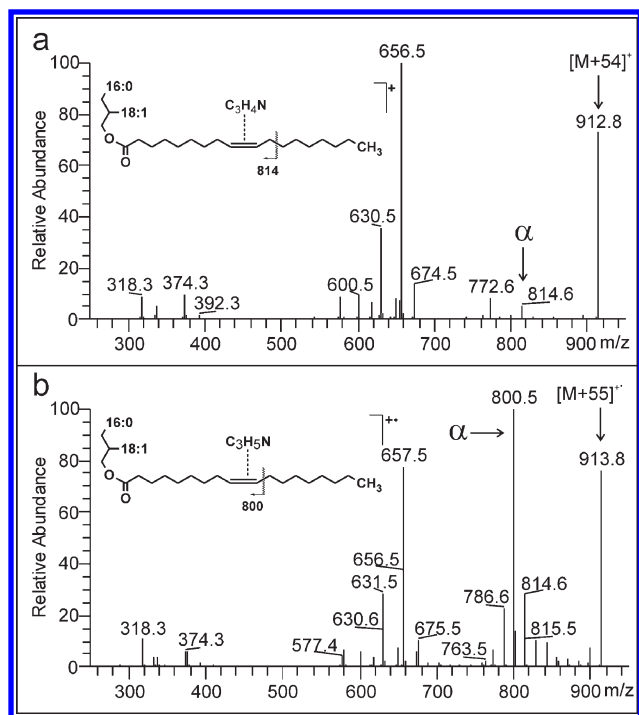 a
Relative Abundance
100
80
60
40
20
0
16:0
18:1
O
O
C₃H₄N
CH₃
814
+
656.5
[M+54]⁺
912.8
630.5
α
318.3
374.3
392.3
600.5
674.5
772.6
814.6
300 400 500 600 700 800 900 m/z
b
Relative Abundance
100
80
60
40
20
0
16:0
18:1
O
O
C₃H₅N
CH₃
800
+•
800.5
[M+55]⁺•
α
657.5
913.8
656.5
631.5
630.6
786.6
814.6
318.3
374.3
577.4
675.5
763.5
815.5
300 400 500 600 700 800 900 m/z